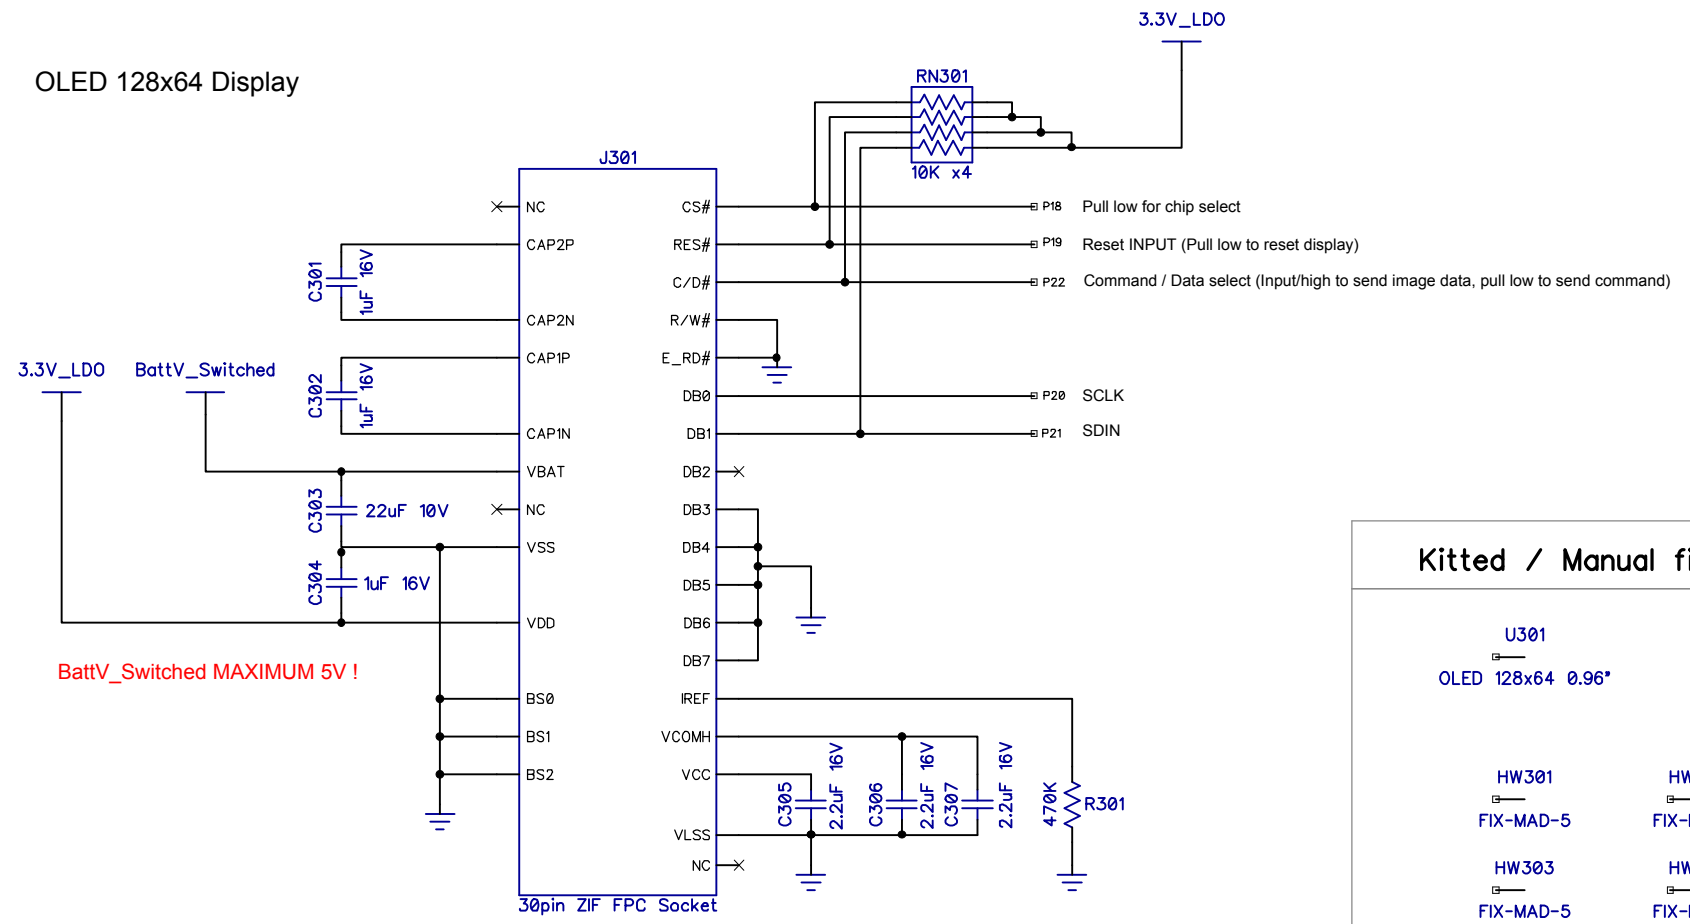 3.3V_LDO
OLED 128x64 Display
RN301
10K x4
J301
NC
CAP2P
CAP2N
CAP1P
CAP1N
VBAT
NC
VSS
VDD
BS0
BS1
BS2
CS#
RES#
C/D#
R/W#
E_RD#
DB0
DB1
DB2
DB3
DB4
DB5
DB6
DB7
IREF
VCOMH
VCC
VLSS
NC
30pin ZIF FPC Socket
P18 Pull low for chip select
P19 Reset INPUT (Pull low to reset display)
P22 Command / Data select (Input/high to send image data, pull low to send command)
P20 SCLK
P21 SDIN
C301
1uF 16V
C302
1uF 16V
3.3V_LDO
BattV_Switched
C303
22uF 10V
C304
1uF 16V
BattV_Switched MAXIMUM 5V !
C305
2.2uF 16V
C306
2.2uF 16V
C307
2.2uF 16V
470K
R301
Kitted / Manual fi
U301
OLED 128x64 0.96"
HW301
HW
FIX-MAD-5
FIX-
HW303
HW
FIX-MAD-5
FIX-